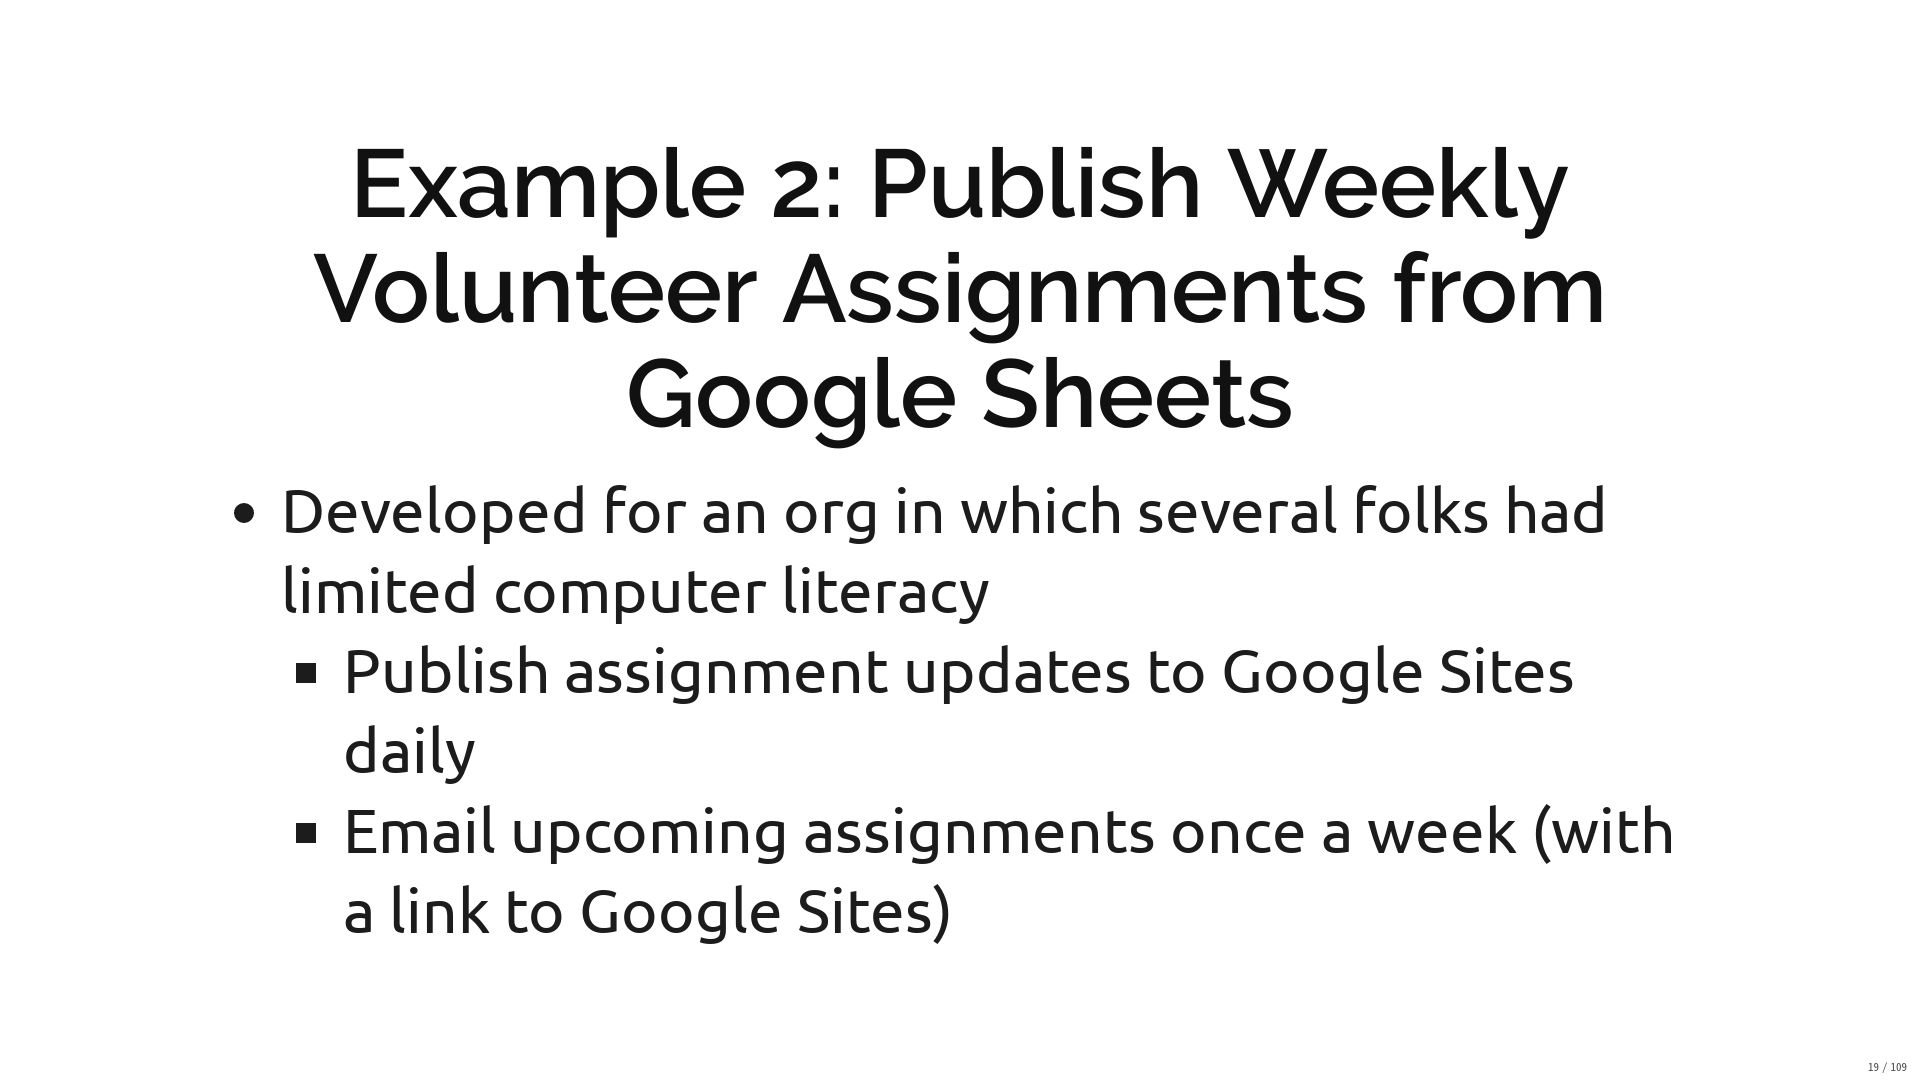 Example 2: Publish Weekly
Volunteer Assignments from
Google Sheets
• Developed for an org in which several folks had
limited computer literacy
▪ Publish assignment updates to Google Sites
daily
▪ Email upcoming assignments once a week (with
a link to Google Sites)
19 / 109